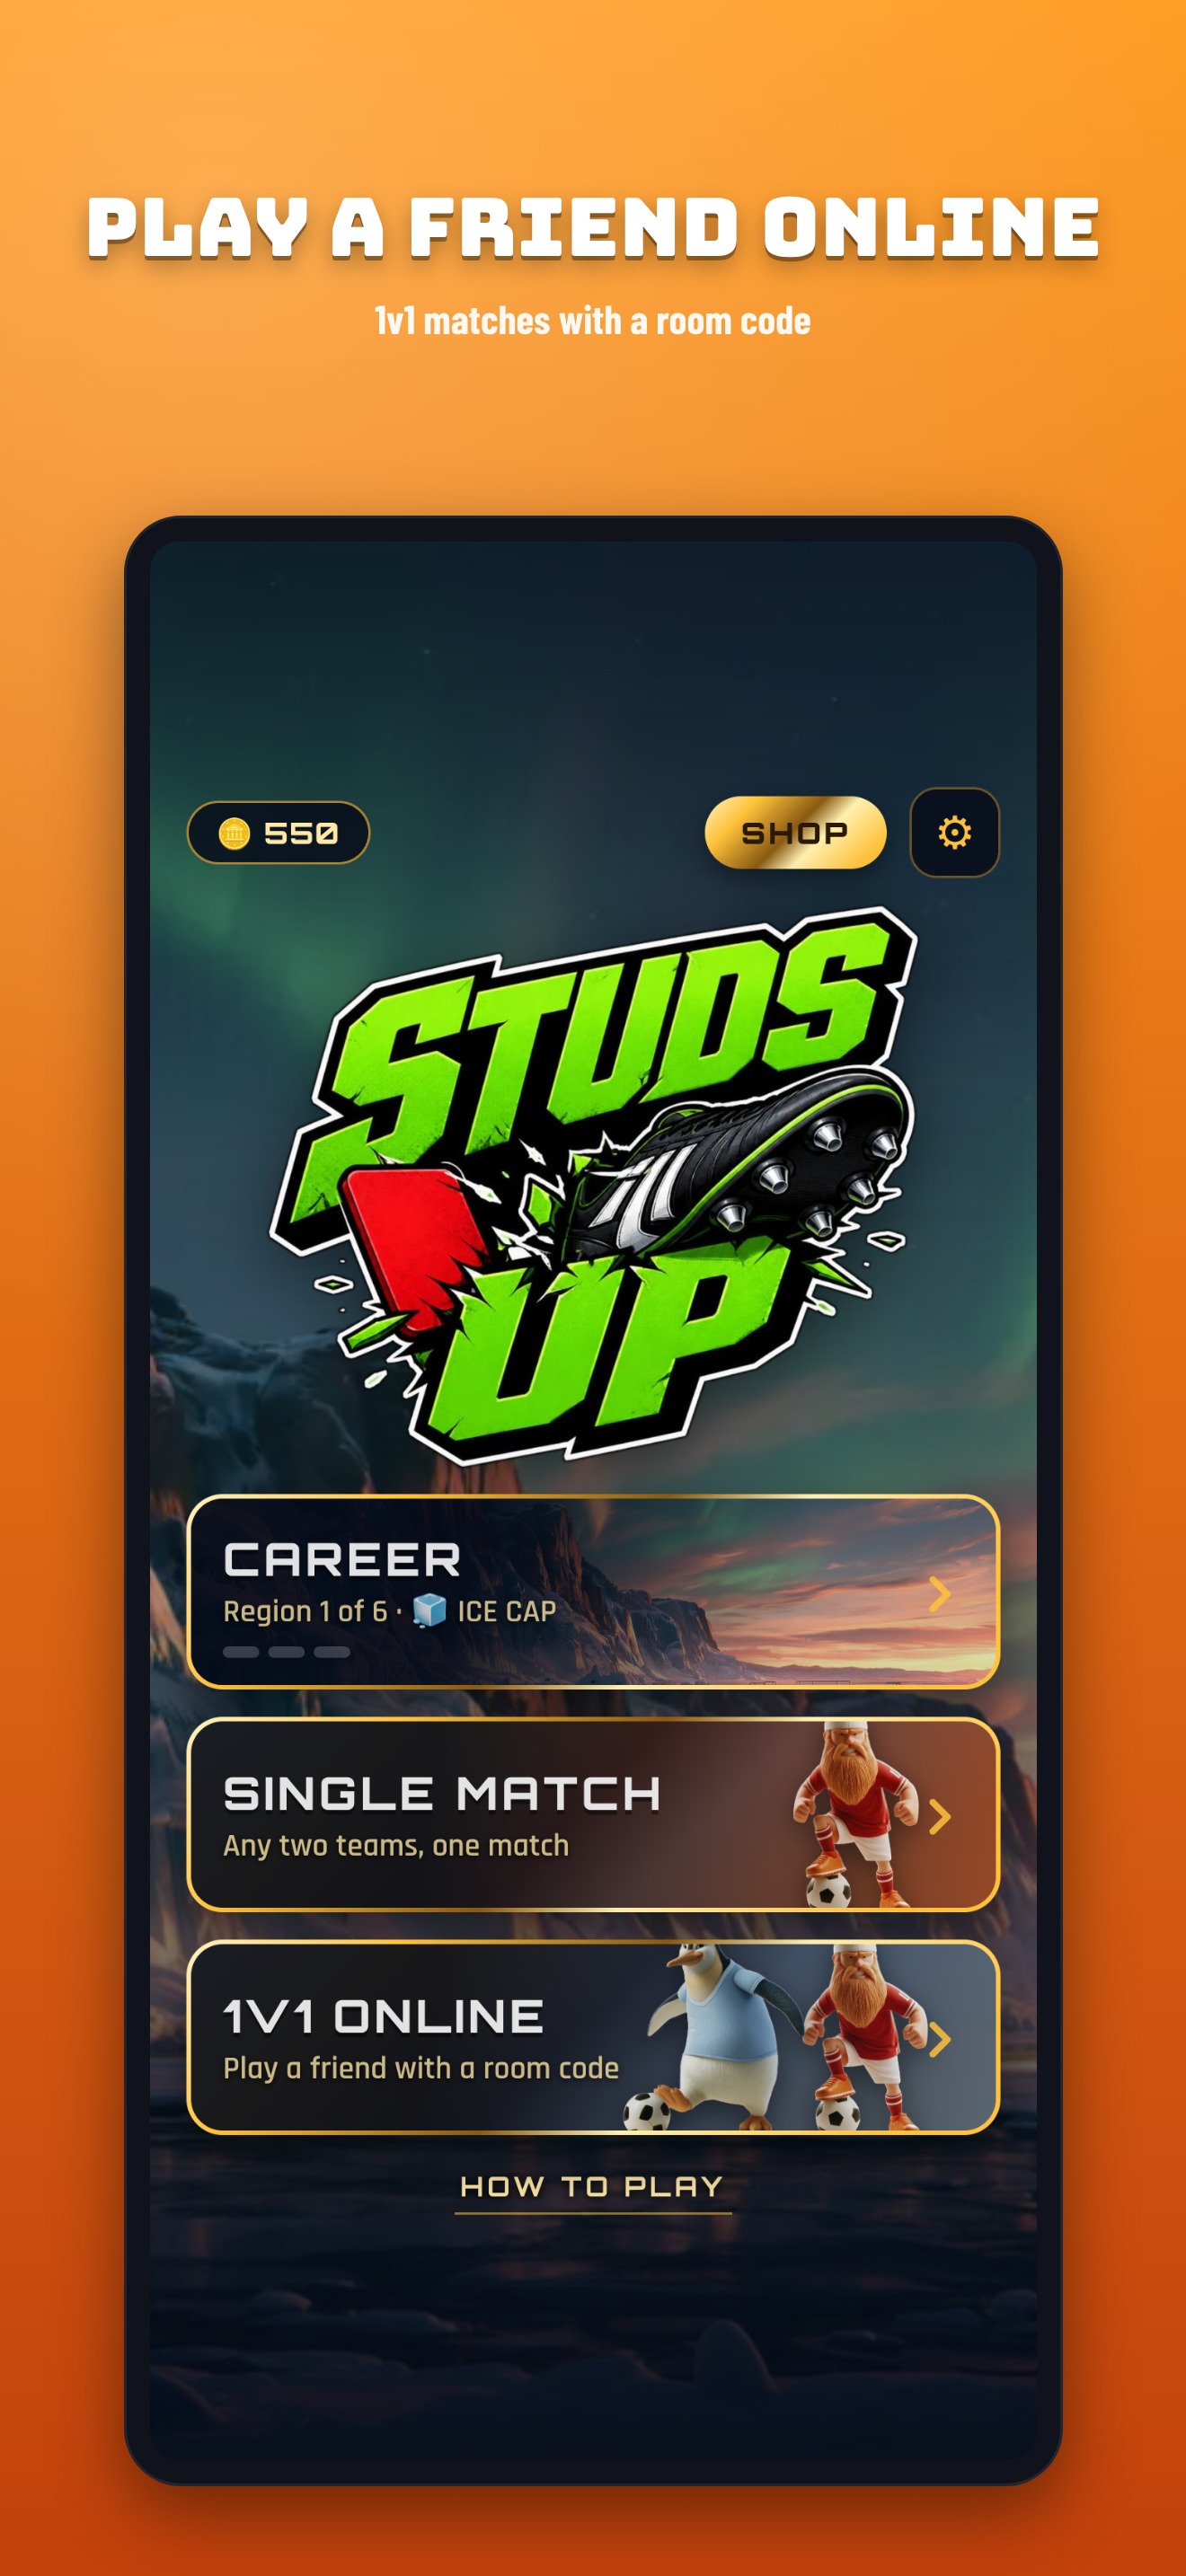 PLAY A FRIEND ONLINE
1v1 matches with a room code
550
SHOP
STUDS
UP
CAREER
Region 1 of 6 · 🧊 ICE CAP
SINGLE MATCH
Any two teams, one match
1V1 ONLINE
Play a friend with a room code
HOW TO PLAY